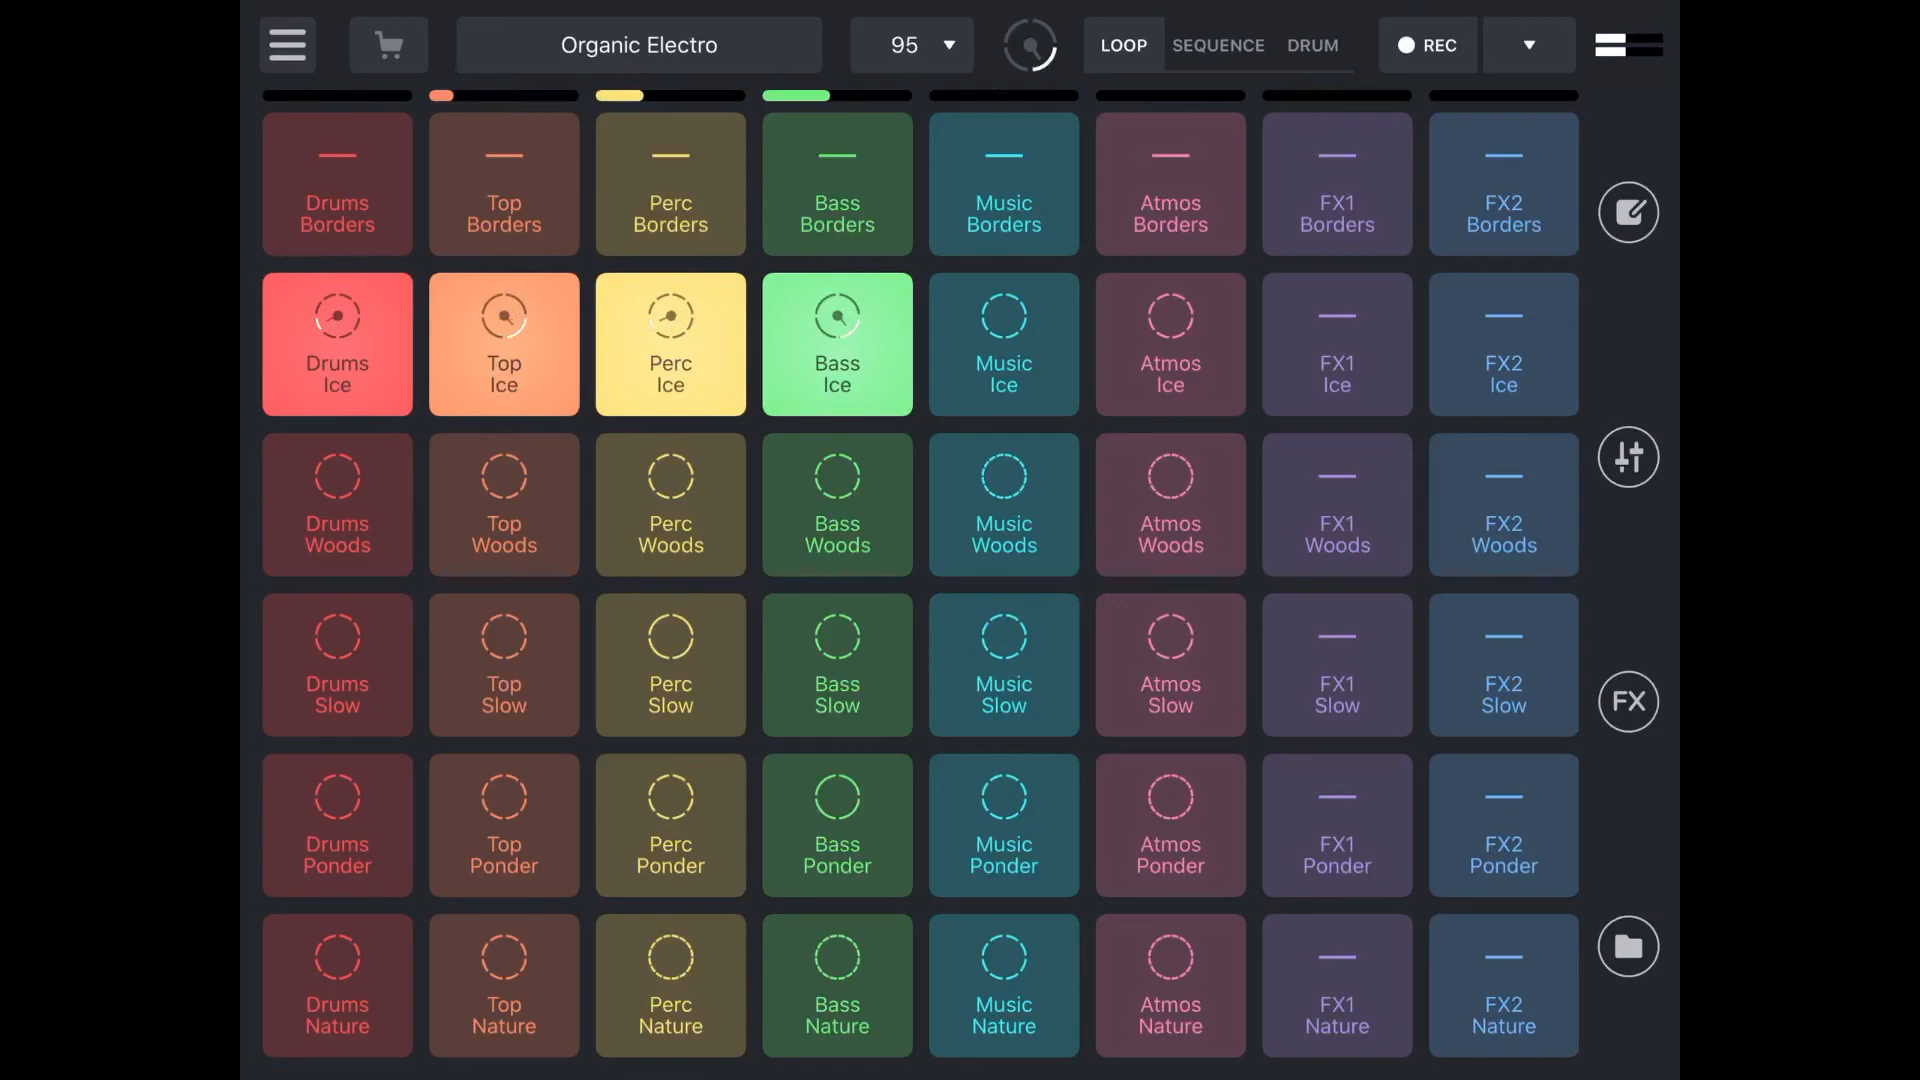 Organic Electro
95
LOOP SEQUENCE DRUM
REC
Drums Borders
Top Borders
Perc Borders
Bass Borders
Music Borders
Atmos Borders
FX1 Borders
FX2 Borders
Drums Ice
Top Ice
Perc Ice
Bass Ice
Music Ice
Atmos Ice
FX1 Ice
FX2 Ice
Drums Woods
Top Woods
Perc Woods
Bass Woods
Music Woods
Atmos Woods
FX1 Woods
FX2 Woods
Drums Slow
Top Slow
Perc Slow
Bass Slow
Music Slow
Atmos Slow
FX1 Slow
FX2 Slow
FX
Drums Ponder
Top Ponder
Perc Ponder
Bass Ponder
Music Ponder
Atmos Ponder
FX1 Ponder
FX2 Ponder
Drums Nature
Top Nature
Perc Nature
Bass Nature
Music Nature
Atmos Nature
FX1 Nature
FX2 Nature